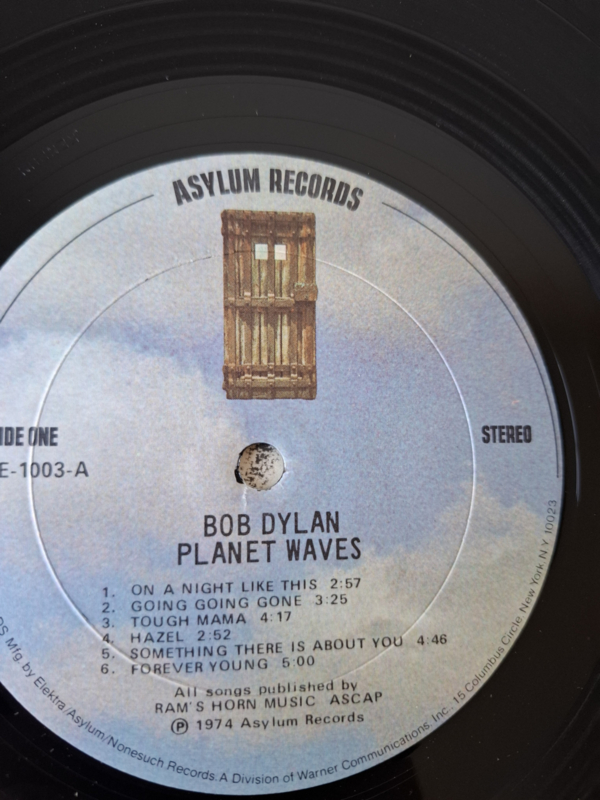 ASYLUM RECORDS
IDE ONE
STEREO
E-1003-A
BOB DYLAN
PLANET WAVES
1. ON A NIGHT LIKE THIS 2:57
2. GOING GOING GONE 3:25
3. TOUGH MAMA 4:17
4. HAZEL 2:52
5. SOMETHING THERE IS ABOUT YOU 4:46
6. FOREVER YOUNG 5:00
All songs published by
RAM'S HORN MUSIC ASCAP
Ⓟ 1974 Asylum Records
DS. Mfg. by Elektra/Asylum/Nonesuch Records. A Division of Warner Communications, Inc., 15 Columbus Circle, New York N.Y. 10023